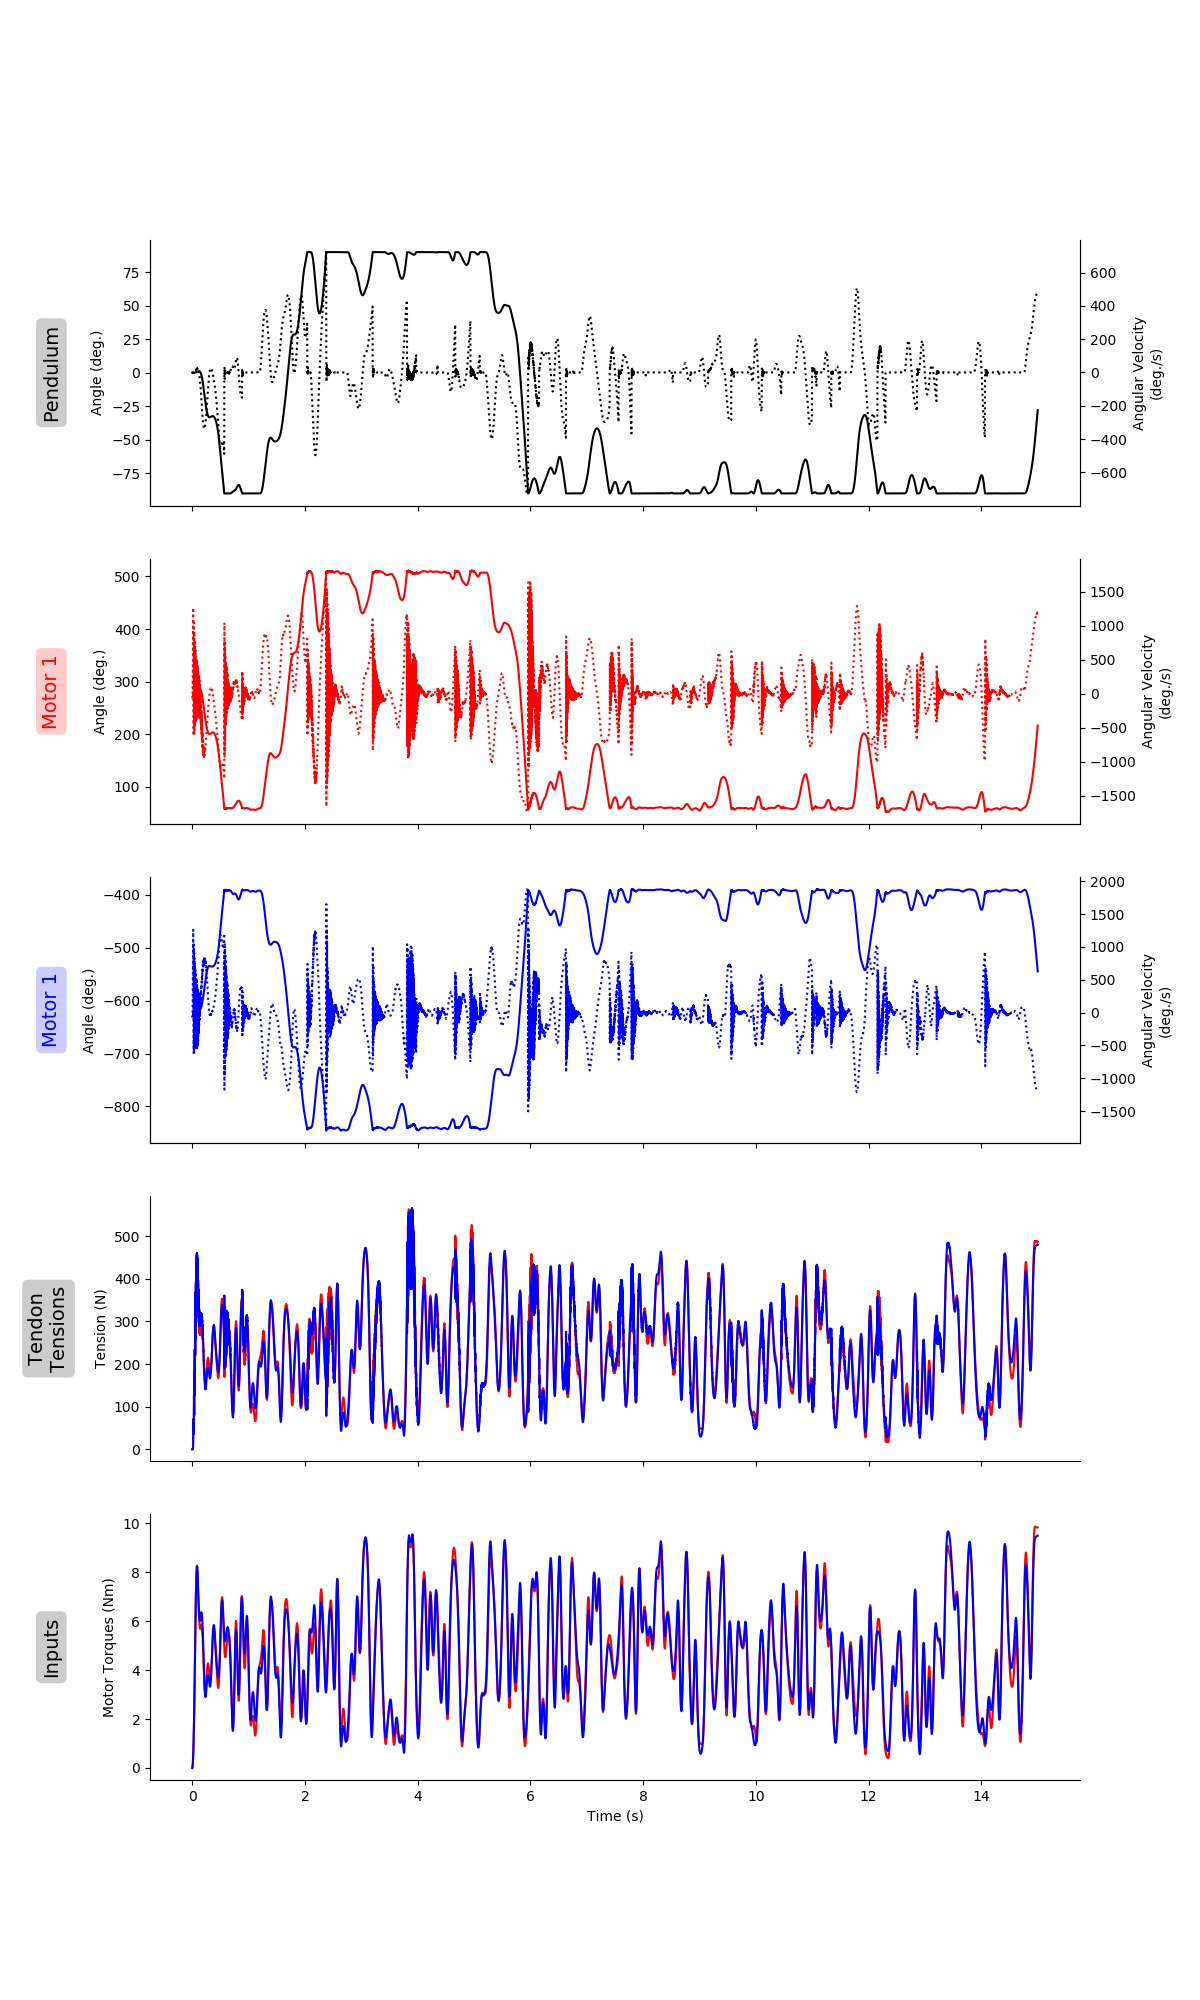 Pendulum
Angle (deg.)
75
50
25
0
−25
−50
−75
600
400
200
0
−200
−400
−600
Angular Velocity
(deg./s)
Motor 1
Angle (deg.)
500
400
300
200
100
1500
1000
500
0
−500
−1000
−1500
Angular Velocity
(deg./s)
Motor 1
Angle (deg.)
−400
−500
−600
−700
−800
2000
1500
1000
500
0
−500
−1000
−1500
Angular Velocity
(deg./s)
Tendon
Tensions
Tension (N)
500
400
300
200
100
0
Inputs
Motor Torques (Nm)
10
8
6
4
2
0
0 2 4 6 8 10 12 14
Time (s)